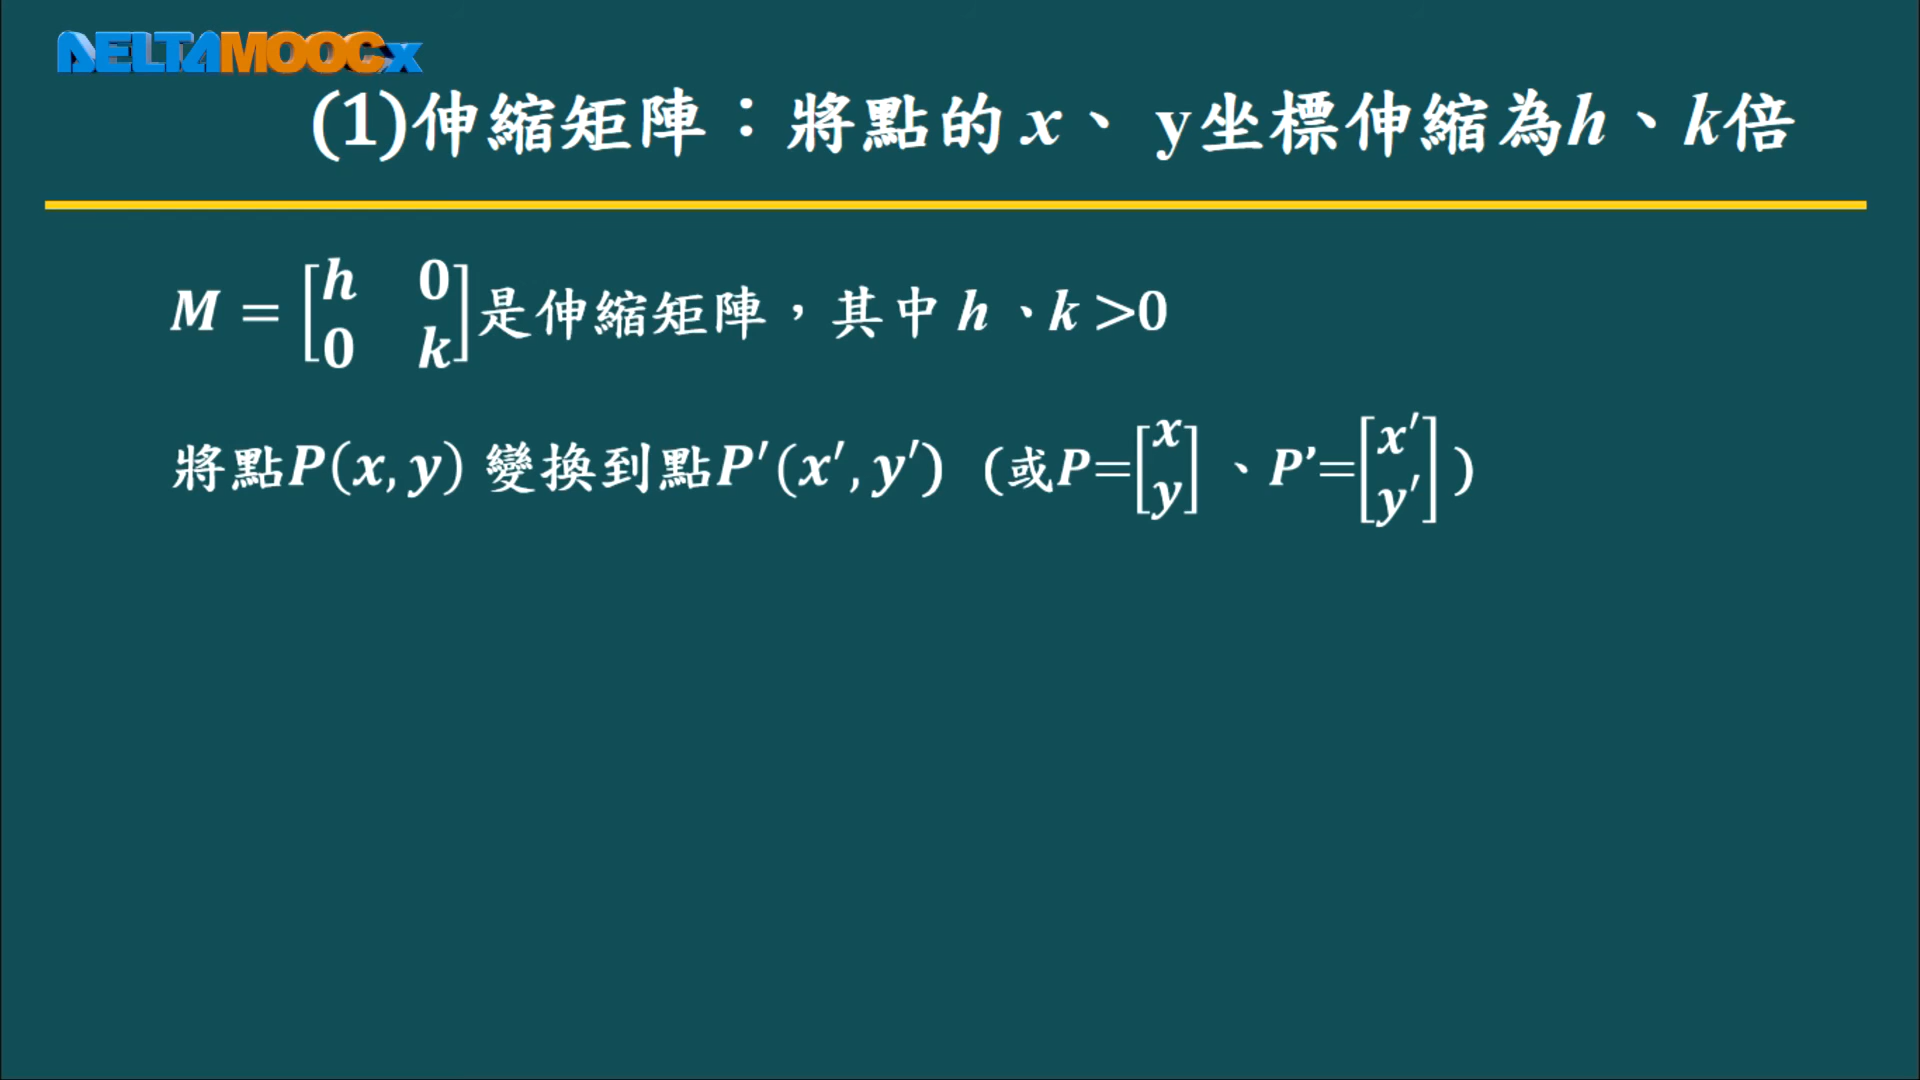 DELTAMOOCx
(1)伸縮矩陣：將點的 x、 y坐標伸縮為h、k倍
M = [h 0; 0 k]是伸縮矩陣，其中 h、k >0
將點P(x, y) 變換到點P′(x′, y′) (或P=[x; y]、P’=[x′; y′])